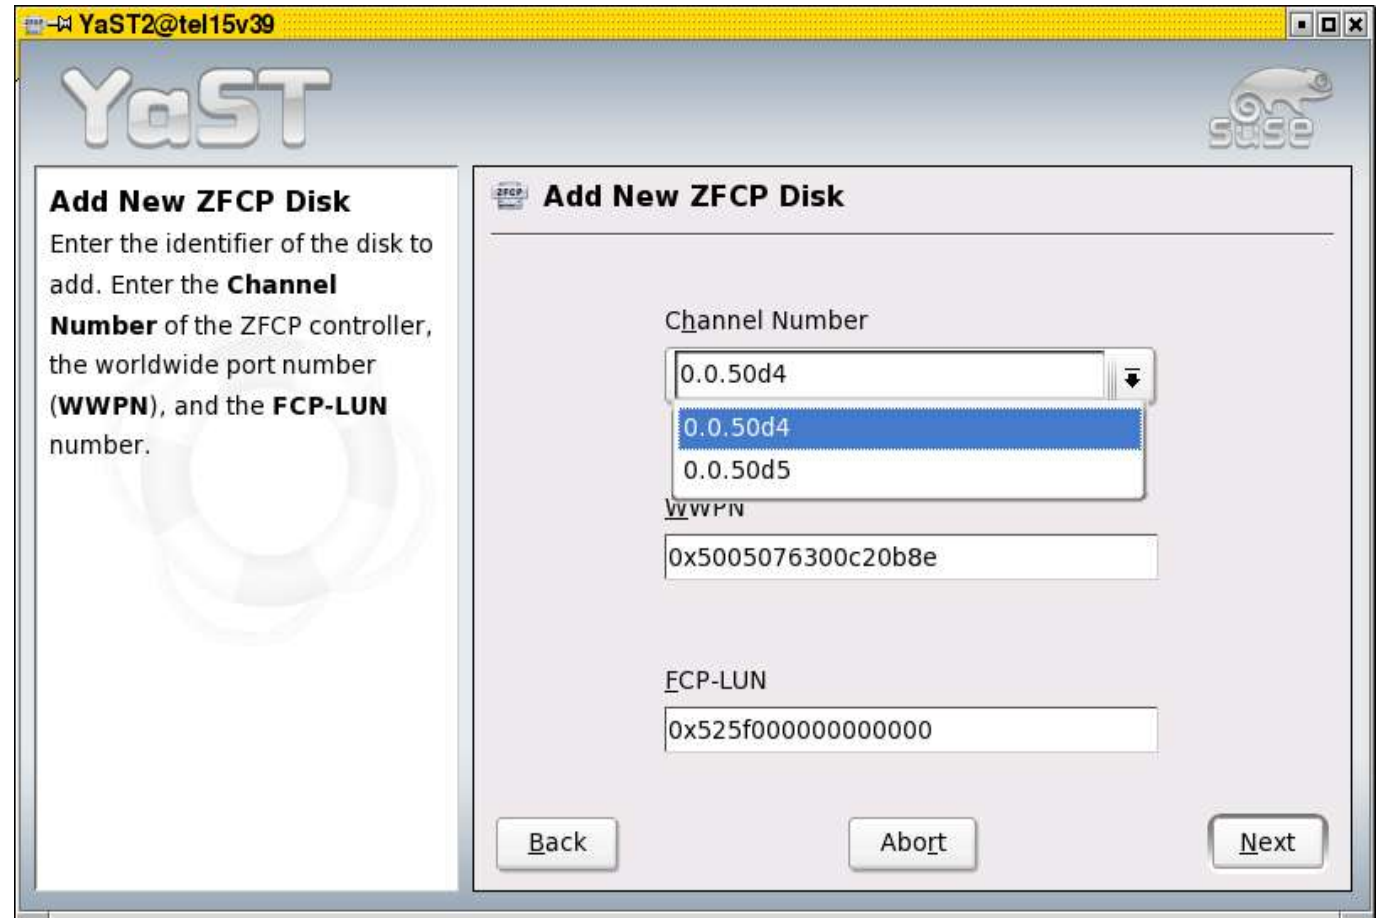 YaST2@tel15v39
YaST
suse
Add New ZFCP Disk
Enter the identifier of the disk to
add. Enter the Channel
Number of the ZFCP controller,
the worldwide port number
(WWPN), and the FCP-LUN
number.
ZFCP
Add New ZFCP Disk
Channel Number
0.0.50d4
0.0.50d4
0.0.50d5
WWPN
0x5005076300c20b8e
FCP-LUN
0x525f000000000000
Back
Abort
Next